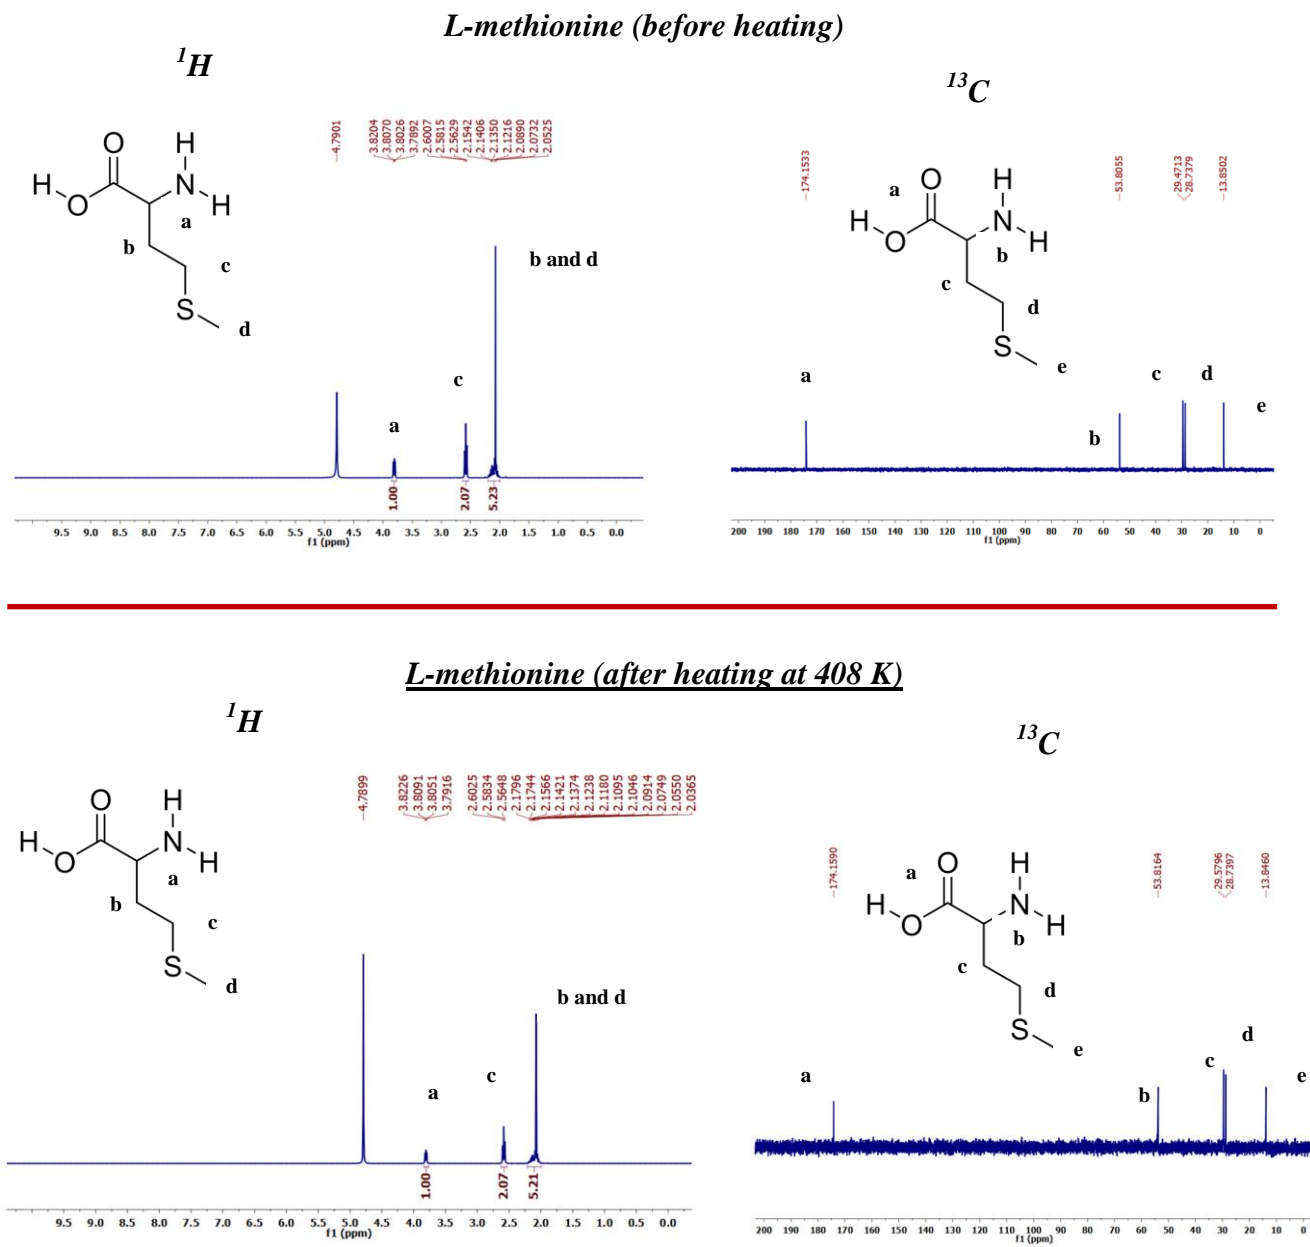 L-methionine (before heating)
1H
13C
4.7901
3.8204
3.8070
3.8026
3.7892
2.6007
2.5815
2.5629
2.1542
2.1406
2.1350
2.1216
2.0890
2.0732
2.0525
174.1533
53.8055
29.4713
28.7379
13.8502
O
H
H
O
N
H
a
b
c
S
d
b and d
c
a
1.00
2.07
5.23
9.5 9.0 8.5 8.0 7.5 7.0 6.5 6.0 5.5 5.0 4.5 4.0 3.5 3.0 2.5 2.0 1.5 1.0 0.5 0.0
f1 (ppm)
a
O
H
H
O
N
H
b
c
d
S
e
a
b
c
d
e
200 190 180 170 160 150 140 130 120 110 100 90 80 70 60 50 40 30 20 10 0
f1 (ppm)
L-methionine (after heating at 408 K)
1H
13C
4.7899
3.8226
3.8091
3.8051
3.7916
2.6025
2.5834
2.5648
2.1796
2.1744
2.1566
2.1421
2.1374
2.1238
2.1180
2.1095
2.1046
2.0914
2.0749
2.0550
2.0365
174.1590
53.8164
29.5796
28.7397
13.8460
O
H
H
O
N
H
a
b
c
S
d
b and d
c
a
1.00
2.07
5.21
9.5 9.0 8.5 8.0 7.5 7.0 6.5 6.0 5.5 5.0 4.5 4.0 3.5 3.0 2.5 2.0 1.5 1.0 0.5 0.0
f1 (ppm)
a
O
H
H
O
N
H
b
c
d
S
e
a
b
c
d
e
200 190 180 170 160 150 140 130 120 110 100 90 80 70 60 50 40 30 20 10 0
f1 (ppm)